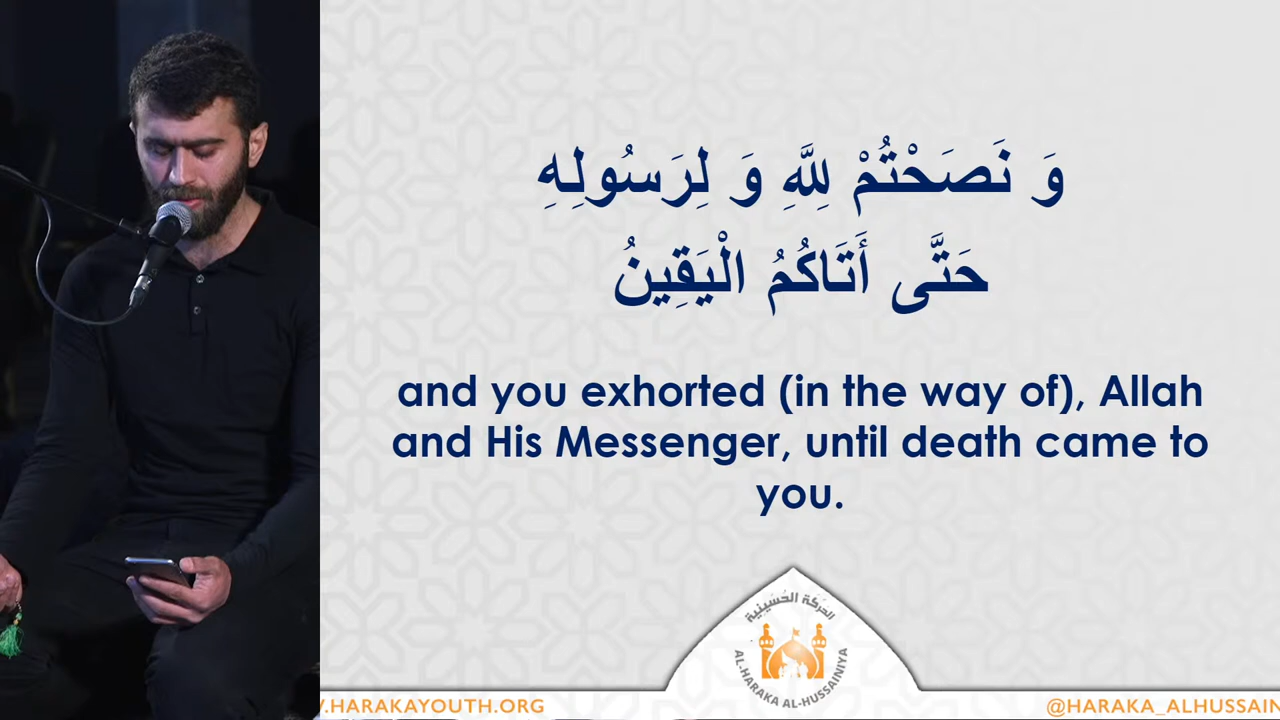 وَ نَصَحْتُمْ لِلَّهِ وَ لِرَسُولِهِ
حَتَّى أَتَاكُمُ الْيَقِينُ
and you exhorted (in the way of), Allah
and His Messenger, until death came to
you.
الحركة الحسينية
AL-HARAKA AL-HUSSAINIYA
.HARAKAYOUTH.ORG
@HARAKA_ALHUSSAIN